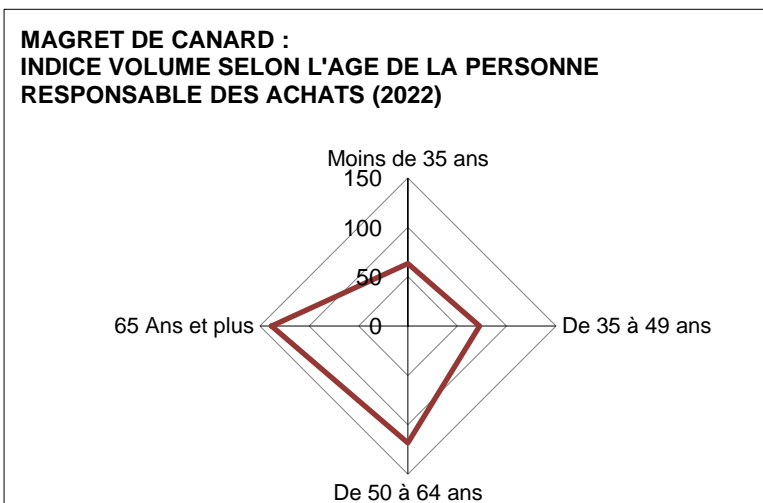 MAGRET DE CANARD :
INDICE VOLUME SELON L'AGE DE LA PERSONNE
RESPONSABLE DES ACHATS (2022)
Moins de 35 ans
150
100
50
65 Ans et plus
0
De 35 à 49 ans
De 50 à 64 ans